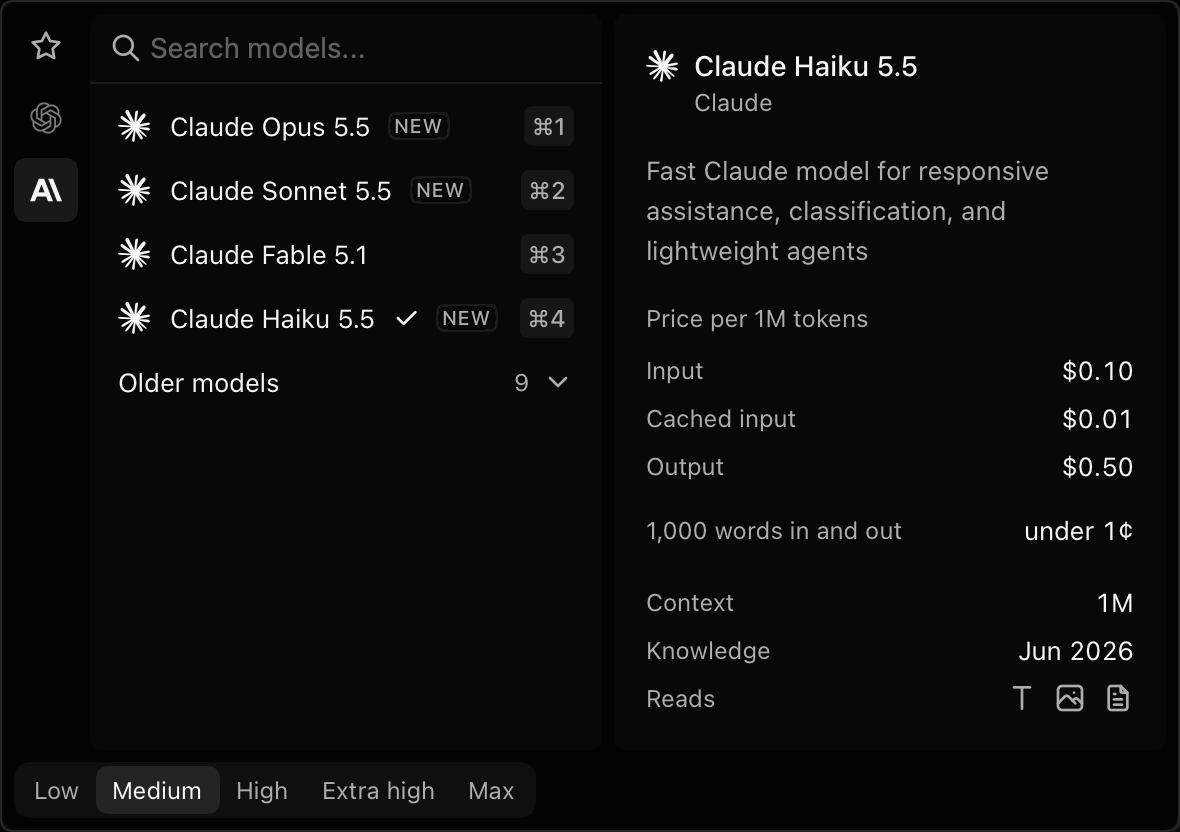 Search models...
Claude Opus 5.5 NEW ⌘1
Claude Sonnet 5.5 NEW ⌘2
Claude Fable 5.1 ⌘3
Claude Haiku 5.5 NEW ⌘4
Older models 9
Claude Haiku 5.5
Claude
Fast Claude model for responsive
assistance, classification, and
lightweight agents
Price per 1M tokens
Input $0.10
Cached input $0.01
Output $0.50
1,000 words in and out under 1¢
Context 1M
Knowledge Jun 2026
Reads
Low Medium High Extra high Max